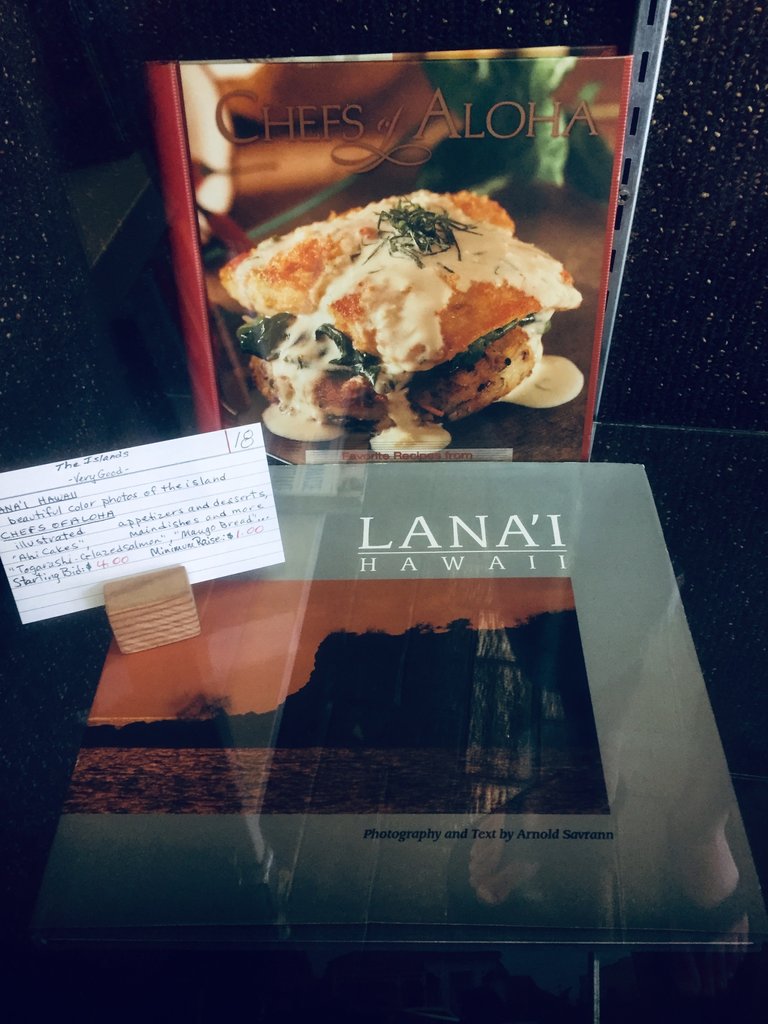 CHEFS of ALOHA
Favorite Recipes from
18
The Islands
-Very Good-
LANA'I HAWAII
beautiful color photos of the island
CHEFS OF ALOHA
illustrated appetizers and desserts,
"Ahi Cakes", maindishes and more
"Togarashi-Glazed salmon", "Mango Bread"...
Starting Bid: $4.00 Minimum Raise: $1.00
LANA'I
HAWAII
Photography and Text by Arnold Savrann